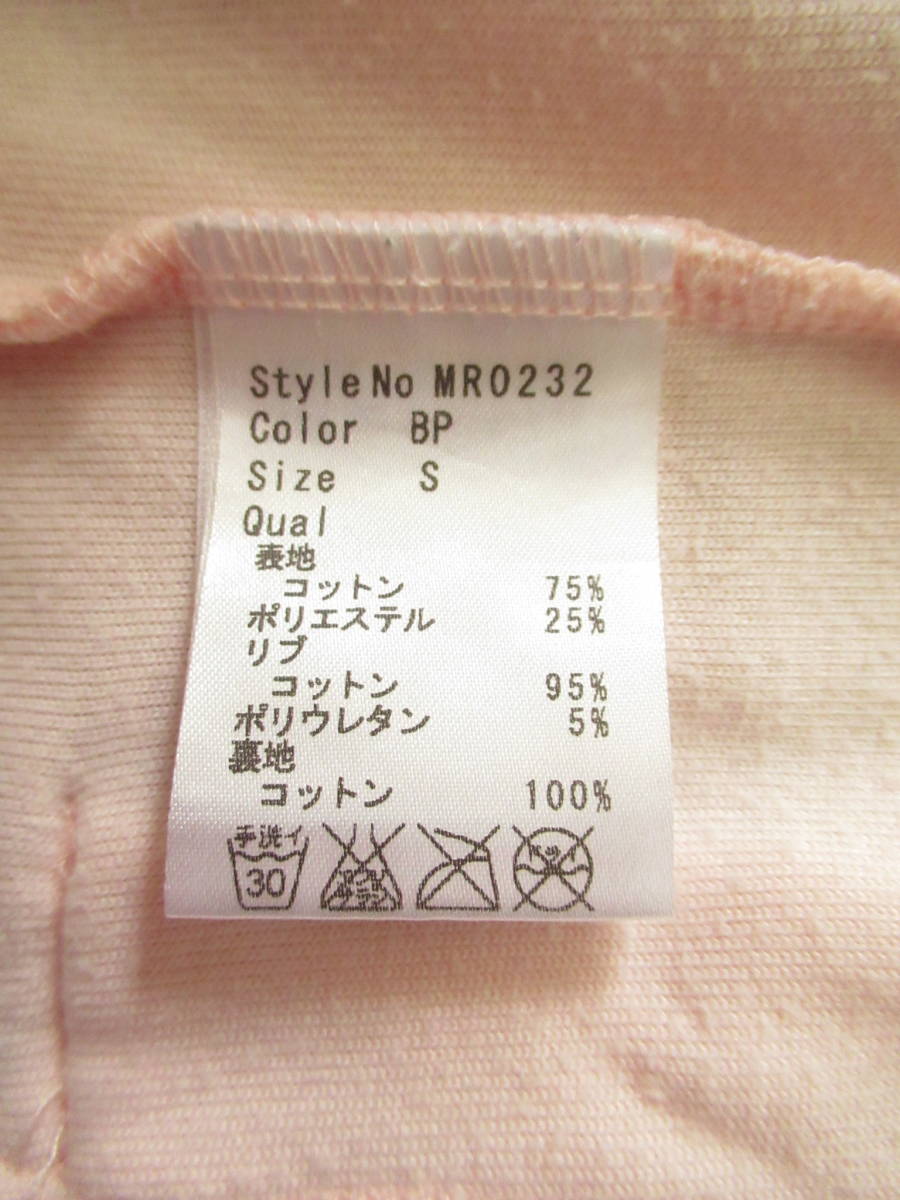 StyleNo MR0232
Color BP
Size S
Qual
表地
コットン 75%
ポリエステル 25%
リブ
コットン 95%
ポリウレタン 5%
裏地
コットン 100%
手洗イ
30